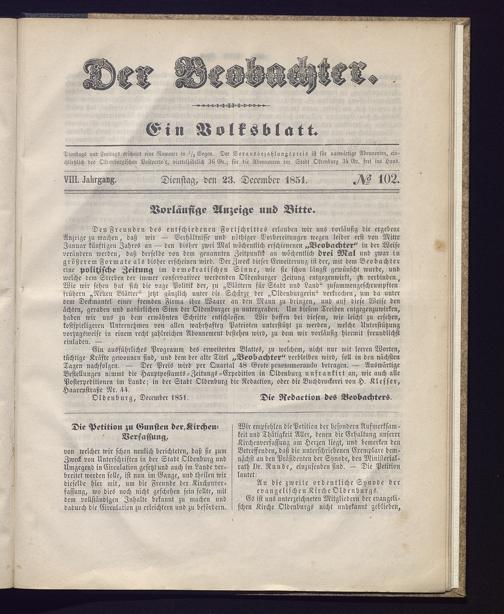 Der Beobachter.
Ein Volksblatt.
Dienstags und Freitags erscheint eine Nummer in 1/2 Bogen. Der Vorausbezahlungspreis ist für auswärtige Abonnenten, ein-
schließlich des Oldenburgischen Postporto's, vierteljährlich 36 Gr.; für die Abonnenten der Stadt Oldenburg 34 Gr. frei ins Haus.
VIII. Jahrgang. Dienstag, den 23. December 1851. № 102.
Vorläufige Anzeige und Bitte.
Den Freunden des entschiedenen Fortschrittes erlauben wir uns vorläufig die ergebene
Anzeige zu machen, daß wir — Verhältnisse und nöthiger Vorbereitungen wegen leider erst von Mitte
Januar künftigen Jahres an — den bisher zwei Mal wöchentlich erschienenen „Beobachter" in der Weise
verändern werden, daß derselbe von dem genannten Zeitpunkt an wöchentlich drei Mal und zwar in
größerem Formate als bisher erscheinen wird. Der Zweck dieser Erweiterung ist der, mit dem Beobachter
eine politische Zeitung in demokratischem Sinne, wie sie schon längst gewünscht wurde, und
welche dem Streben der immer conservativer werdenden Oldenburger Zeitung entgegenwirkt, zu verbinden.
Wie wir sehen hat sich die vage Politik der, zu „Blättern für Stadt und Land" zusammengeschrumpften
frühern „Neuen Blätter" jetzt gänzlich unter die Schürze der „Oldenburgerin" verkrochen, um da unter
dem Deckmantel einer fremden Firma ihre Waare an den Mann zu bringen, und auf diese Weise den
ächten, geraden und natürlichen Sinn der Oldenburger zu untergraben. Um diesem Treiben entgegenzuwirken,
haben wir uns zu dem erwähnten Schritte entschlossen. Wir hoffen bei diesem, wie leicht zu ersehen,
kostspieligeren Unternehmen von allen wahrhaften Patrioten unterstützt zu werden, welche Unterstützung
vorzugsweise in einem recht zahlreichen Abonnement bestehen wird, zu dem wir vorläufig hiermit freundlichst
einladen. —
Ein ausführliches Programm des erweiterten Blattes, zu welchem, nicht nur mit leeren Worten,
tüchtige Kräfte gewonnen sind, und dem der alte Titel „Beobachter" verbleiben wird, soll in den nächsten
Tagen nachfolgen. — Der Preis wird per Quartal 48 Grote praenumerando betragen. — Auswärtige
Bestellungen nimmt die Hauptpostamts-Zeitungs-Expedition in Oldenburg unfrankirt an, wie auch alle
Postexpeditionen im Lande; in der Stadt Oldenburg die Redaction, oder die Buchdruckerei von H. Klesser,
Haarenstraße Nr. 44.
Oldenburg, December 1851. Die Redaction des Beobachters.
Die Petition zu Gunsten der Kirchen-
Verfassung,
von welcher wir schon neulich berichteten, daß sie zum
Zweck von Unterschriften in der Stadt Oldenburg und
Umgegend in Circulation gesetzt und auch im Lande ver-
breitet werden solle, ist nun im Gange, und theilen wir
dieselbe hier mit, um die Freunde der Kirchenver-
fassung, wo dies noch nicht geschehen sein sollte, mit
dem vollständigen Inhalte bekannt zu machen und
dadurch die Circulation zu erleichtern und zu befördern.
Wir empfehlen die Petition der besondern Aufmerksam-
keit und Thätigkeit Aller, denen die Erhaltung unserer
Kirchenverfassung am Herzen liegt, und bemerken den
Betreffenden, daß die unterschriebenen Exemplare dem-
nächst an den Präsidenten der Synode, den Ministerial-
rath Dr. Runde, einzusenden sind. — Die Petition
lautet:
An die zweite ordentliche Synode der
evangelischen Kirche Oldenburgs.
Es ist uns unterzeichneten Mitgliedern der evangeli-
schen Kirche Oldenburgs nicht unbekannt geblieben,